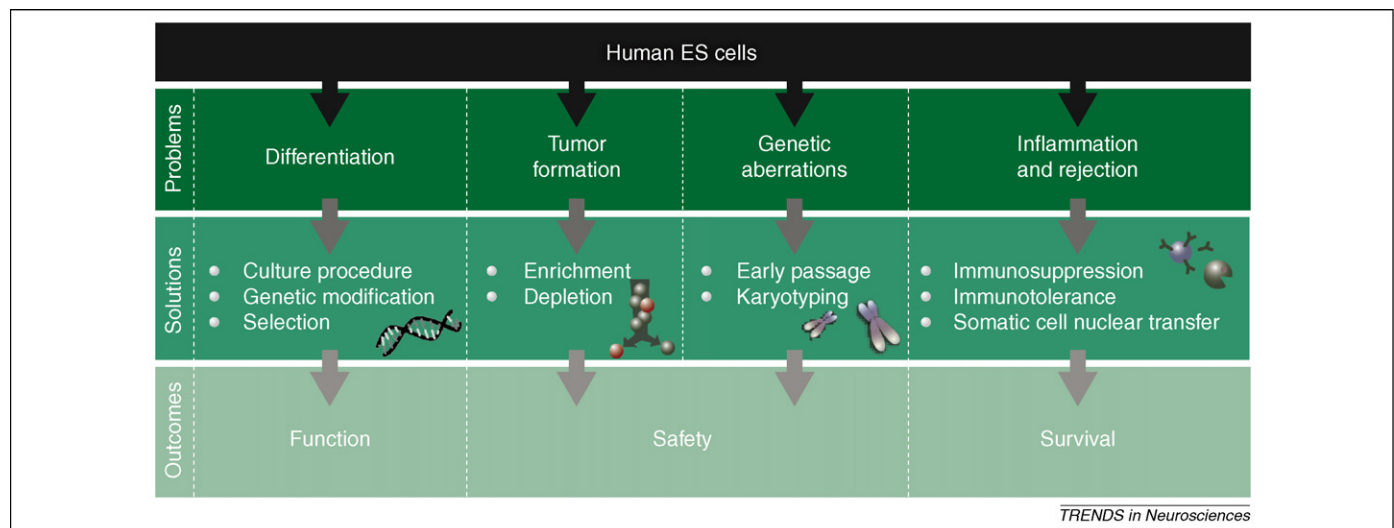 Human ES cells
Problems
Differentiation
Tumor
formation
Genetic
aberrations
Inflammation
and rejection
Solutions
Culture procedure
Genetic modification
Selection
Enrichment
Depletion
Early passage
Karyotyping
Immunosuppression
Immunotolerance
Somatic cell nuclear transfer
Outcomes
Function
Safety
Survival
TRENDS in Neurosciences